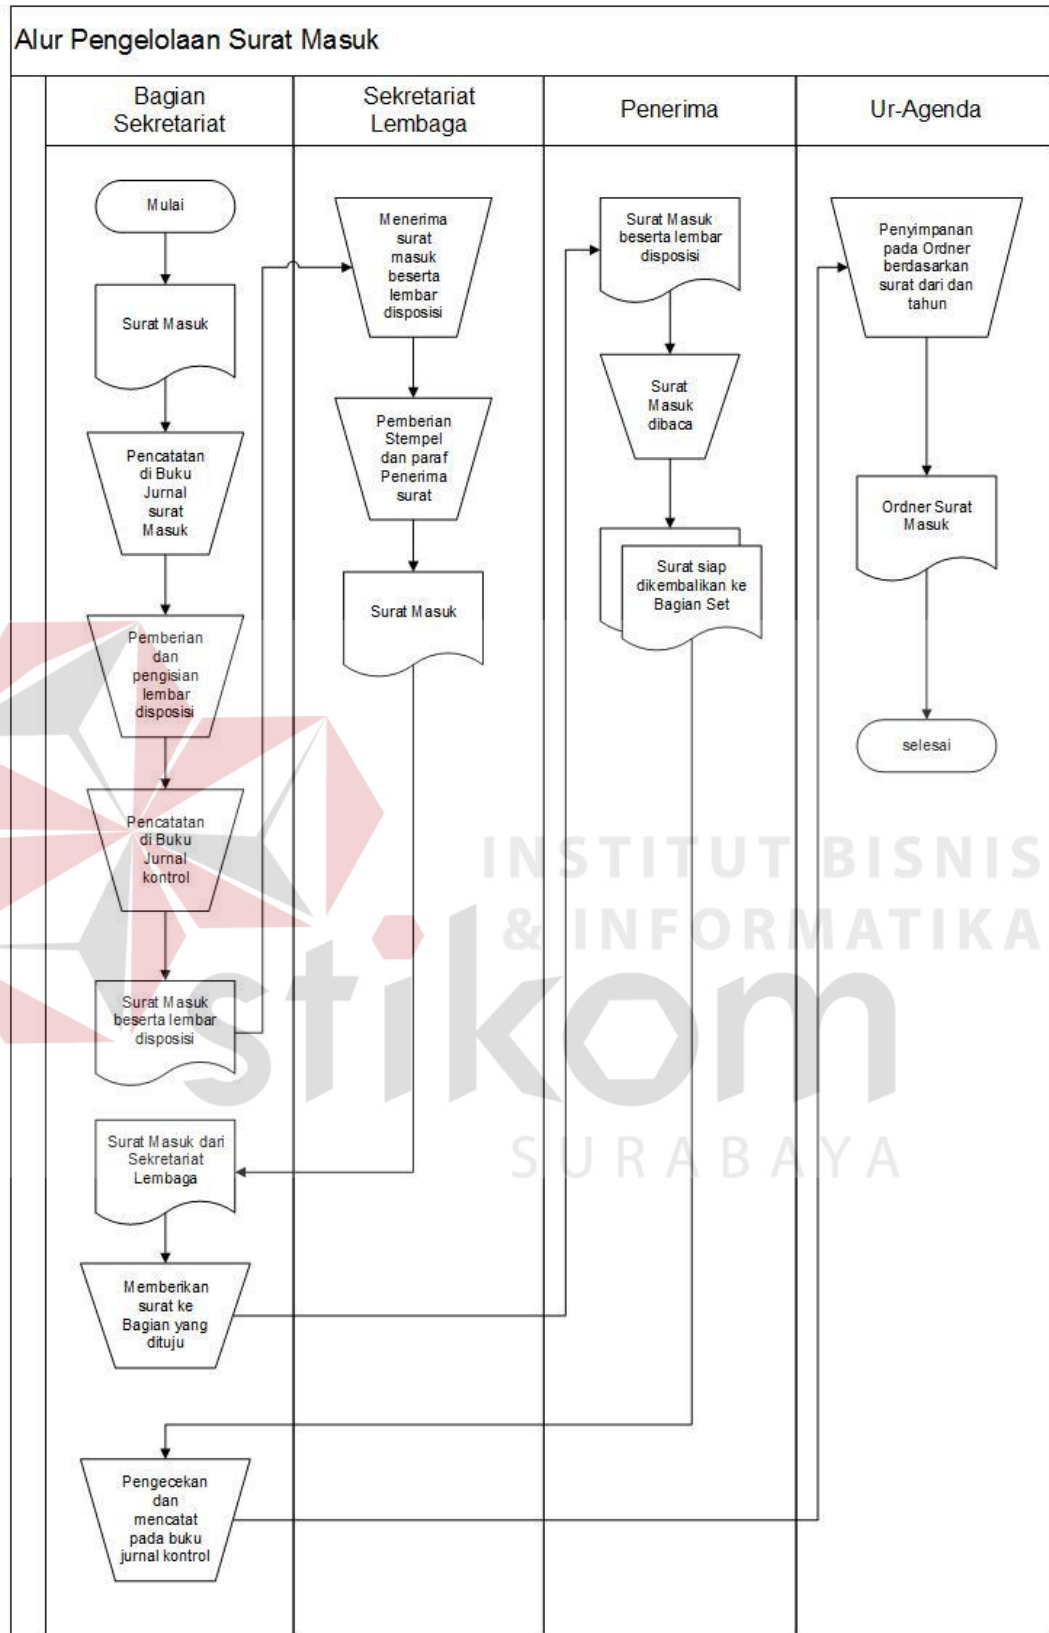 Alur Pengelolaan Surat Masuk
Bagian
Sekretariat
Sekretariat
Lembaga
Penerima
Ur-Agenda
Mulai
Surat Masuk
Pencatatan
di Buku
Jurnal
surat
Masuk
Pemberian
dan
pengisian
lembar
disposisi
Pencatatan
di Buku
Jurnal
kontrol
Surat Masuk
beserta lembar
disposisi
Surat Masuk dari
Sekretariat
Lembaga
Memberikan
surat ke
Bagian yang
dituju
Pengecekan
dan
mencatat
pada buku
jurnal kontrol
Menerima
surat
masuk
beserta
lembar
disposisi
Pemberian
Stempel
dan paraf
Penerima
surat
Surat Masuk
Surat Masuk
beserta lembar
disposisi
Surat
Masuk
dibaca
Surat siap
dikembalikan ke
Bagian Set
Penyimpanan
pada Ordner
berdasarkan
surat dari dan
tahun
Ordner Surat
Masuk
selesai
INSTITUT BISNIS
& INFORMATIKA
stikom
SURABAYA